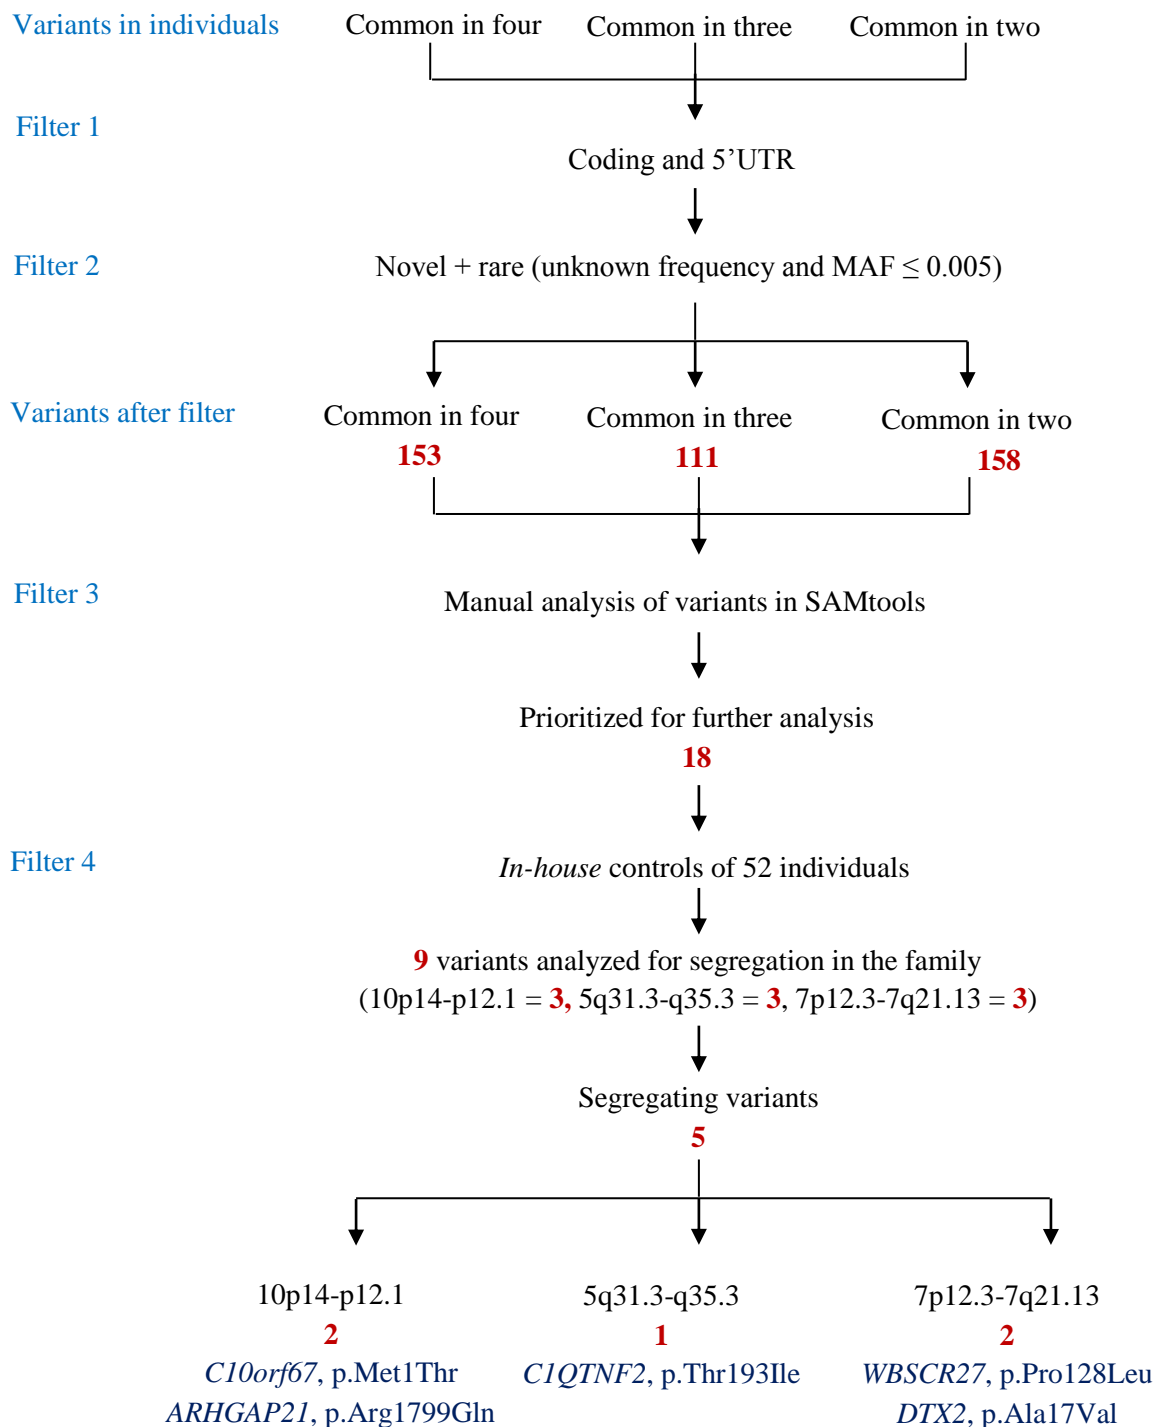 Variants in individuals
Common in four
Common in three
Common in two
Filter 1
Coding and 5’UTR
Filter 2
Novel + rare (unknown frequency and MAF ≤ 0.005)
Variants after filter
Common in four
153
Common in three
111
Common in two
158
Filter 3
Manual analysis of variants in SAMtools
Prioritized for further analysis
18
Filter 4
In-house controls of 52 individuals
9 variants analyzed for segregation in the family
(10p14-p12.1 = 3, 5q31.3-q35.3 = 3, 7p12.3-7q21.13 = 3)
Segregating variants
5
10p14-p12.1
2
C10orf67, p.Met1Thr
ARHGAP21, p.Arg1799Gln
5q31.3-q35.3
1
C1QTNF2, p.Thr193Ile
7p12.3-7q21.13
2
WBSCR27, p.Pro128Leu
DTX2, p.Ala17Val